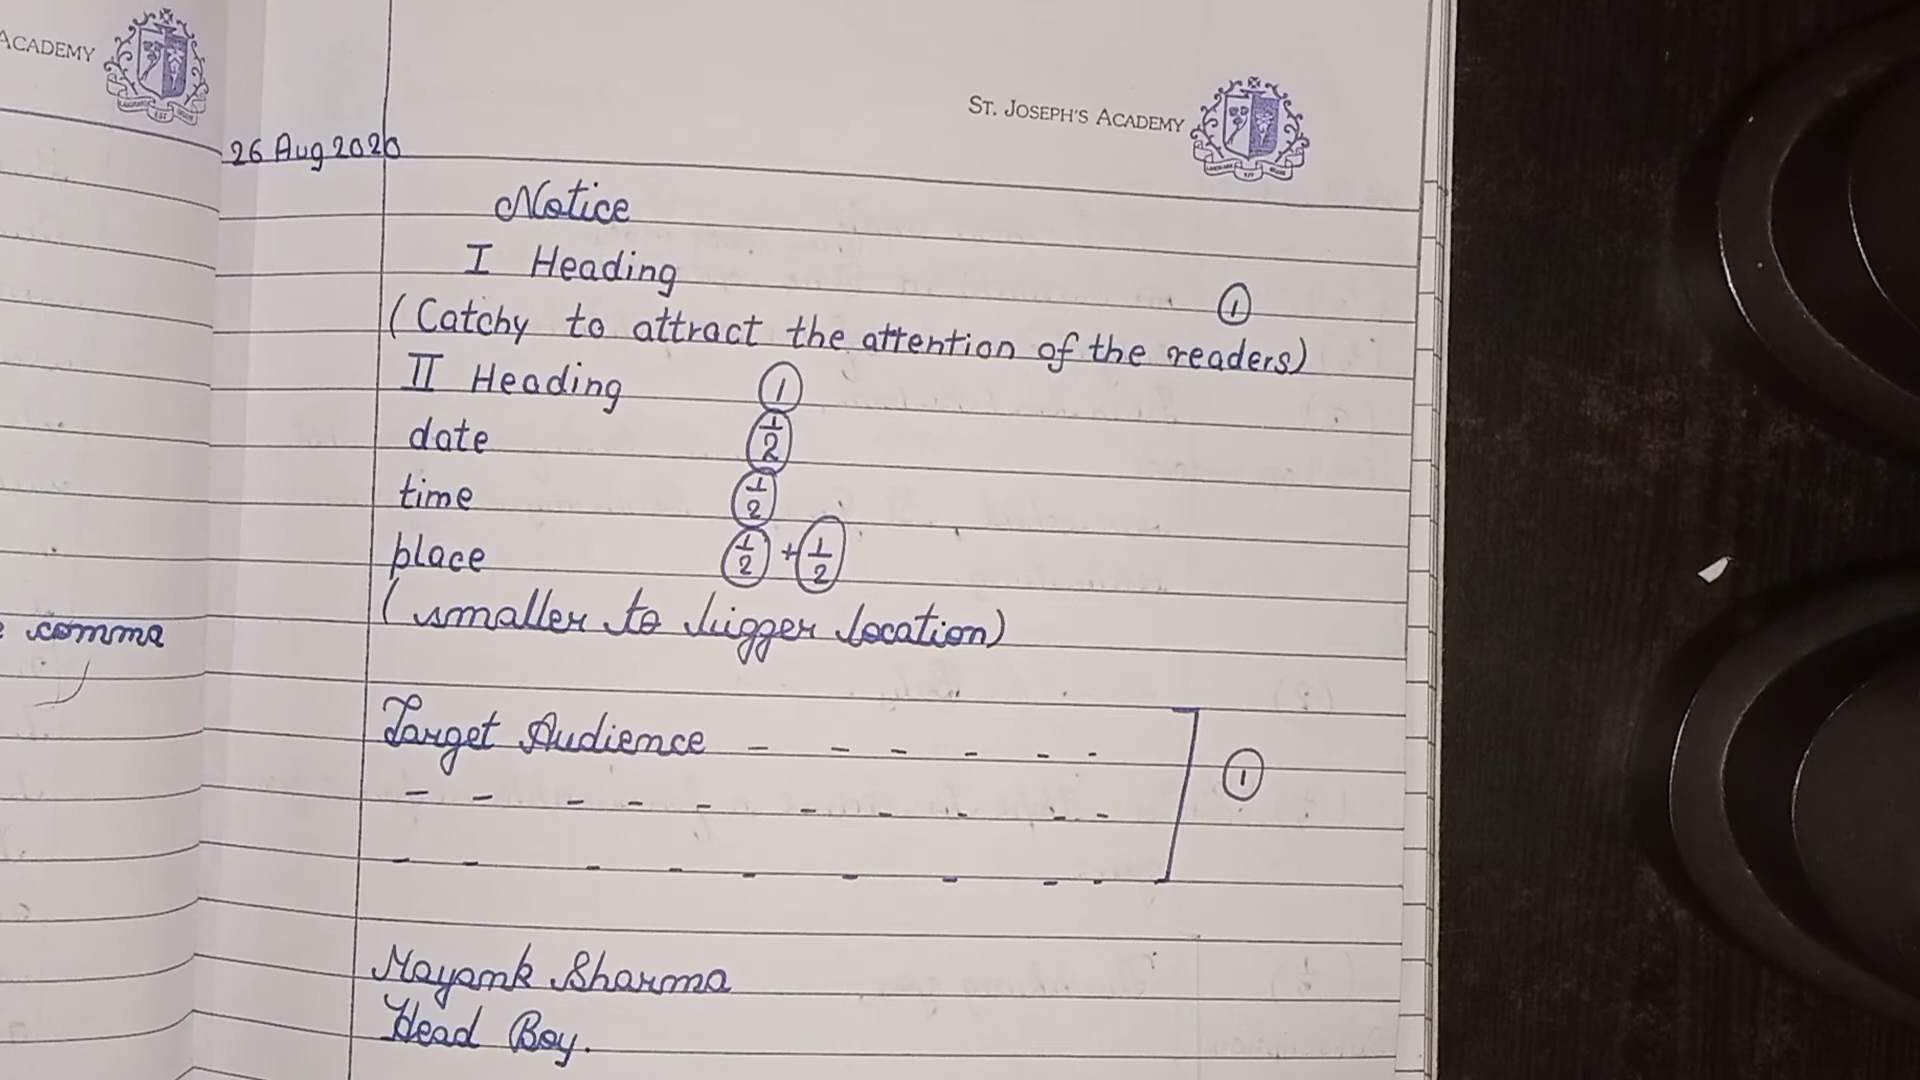 ACADEMY
ST. JOSEPH'S ACADEMY
26 Aug 2020
Notice
I Heading
1
(Catchy to attract the attention of the readers)
II Heading 1
date 1/2
time 1/2
place 1/2 + 1/2
(smaller to bigger location)
comma
Target Audience - - - - - -
- - - - - - - - - -
1
- - - - - - - - -
Mayank Sharma
Head Boy.